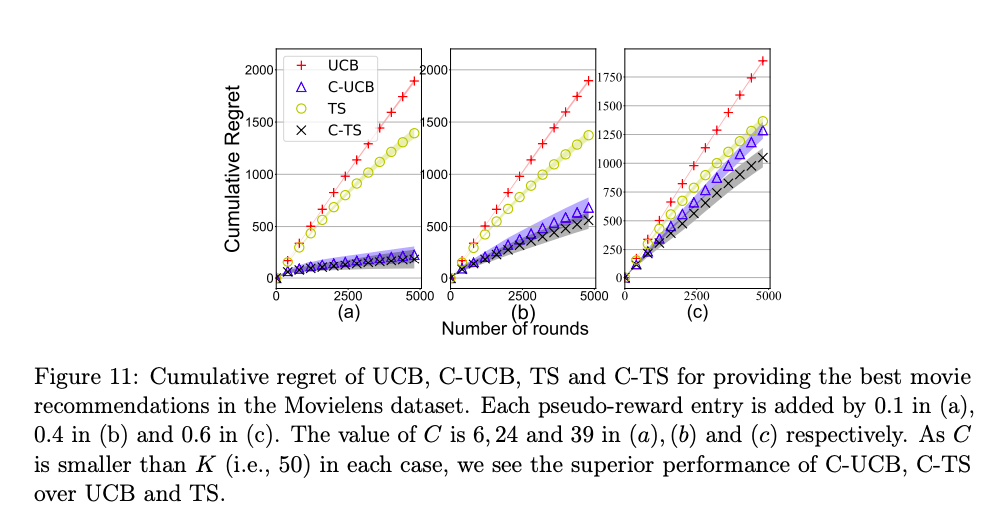 Cumulative Regret
2000
1500
1000
500
0
UCB
C-UCB
TS
C-TS
0 2500 5000
(a)
2000
1500
1000
500
0
0 2500 5000
(b)
1750
1500
1250
1000
750
500
250
0
0 2500 5000
(c)
Number of rounds
Figure 11: Cumulative regret of UCB, C-UCB, TS and C-TS for providing the best movie
recommendations in the Movielens dataset. Each pseudo-reward entry is added by 0.1 in (a),
0.4 in (b) and 0.6 in (c). The value of C is 6, 24 and 39 in (a), (b) and (c) respectively. As C
is smaller than K (i.e., 50) in each case, we see the superior performance of C-UCB, C-TS
over UCB and TS.